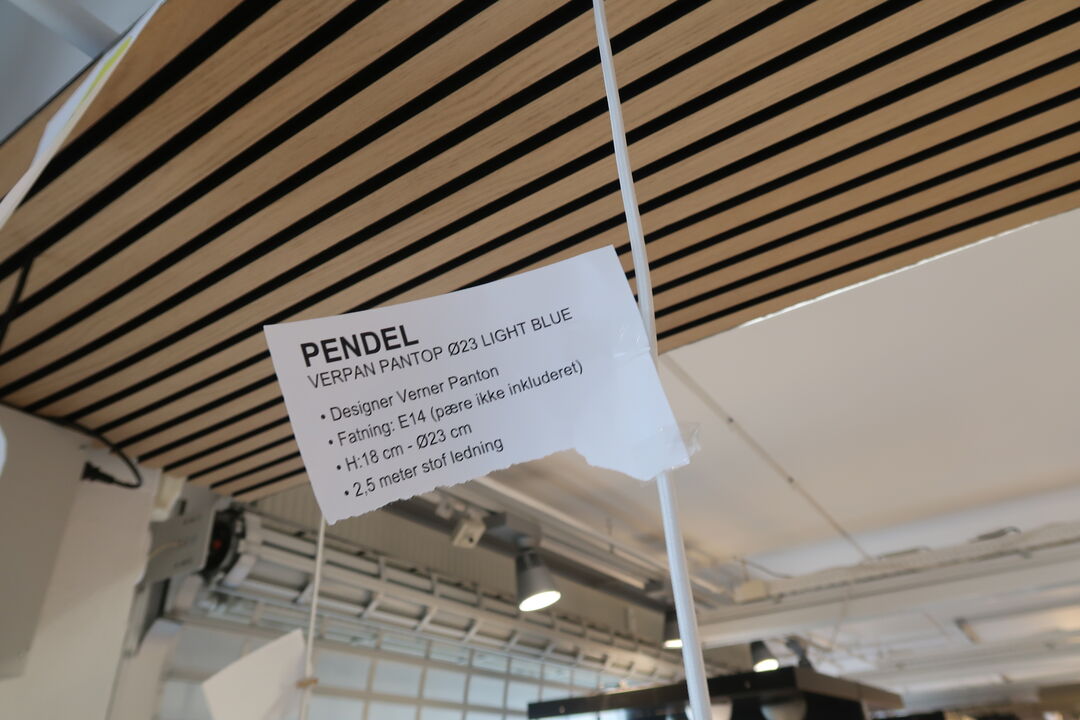 PENDEL
VERPAN PANTOP Ø23 LIGHT BLUE
• Designer Verner Panton
• Fatning: E14 (pære ikke inkluderet)
• H:18 cm - Ø23 cm
• 2,5 meter stof ledning